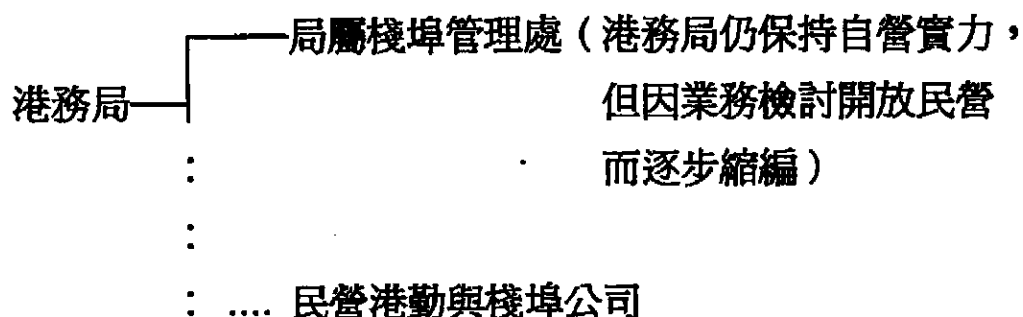 局屬棧埠管理處（港務局仍保持自營實力，
港務局
但因業務檢討開放民營
而逐步縮編）
:
:
: .... 民營港勤與棧埠公司